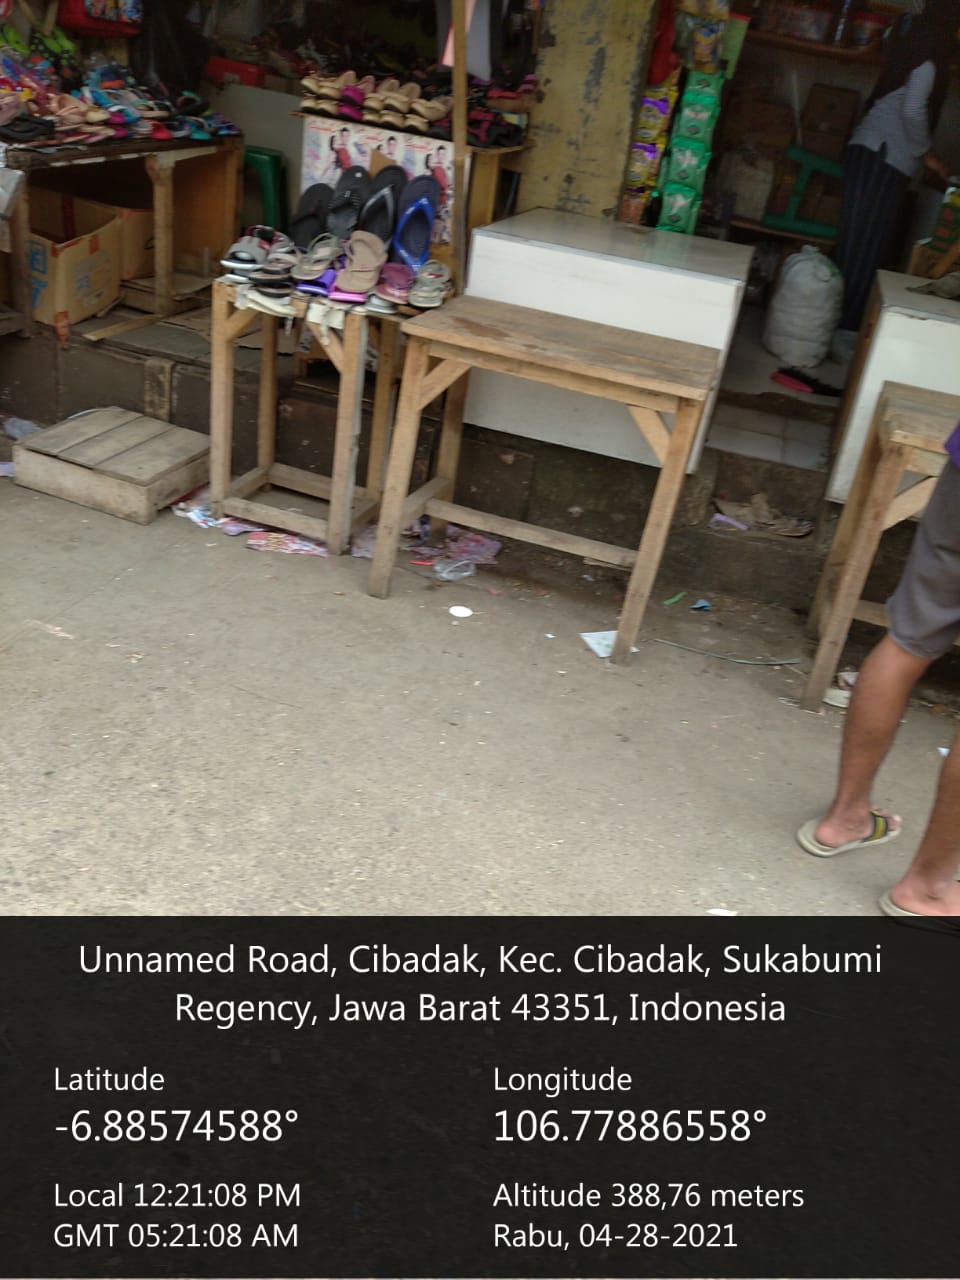 Unnamed Road, Cibadak, Kec. Cibadak, Sukabumi
Regency, Jawa Barat 43351, Indonesia
Latitude
-6.88574588°
Longitude
106.77886558°
Local 12:21:08 PM
GMT 05:21:08 AM
Altitude 388,76 meters
Rabu, 04-28-2021